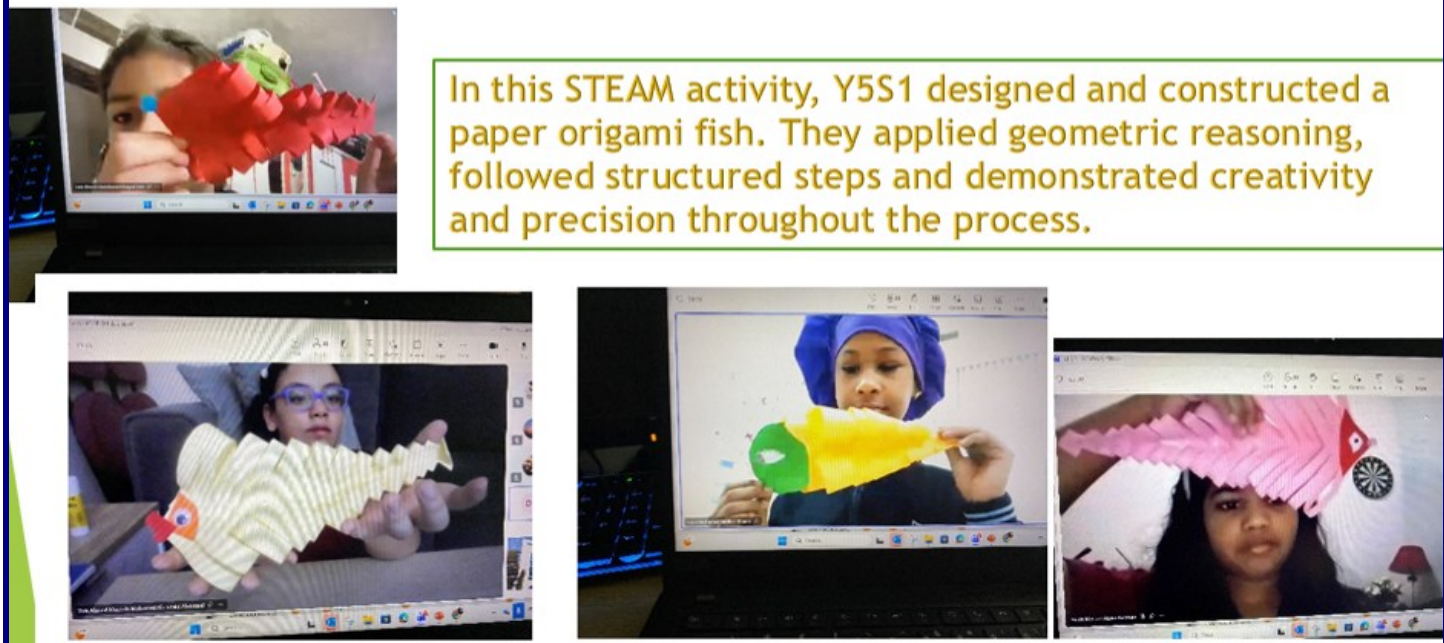 In this STEAM activity, Y5S1 designed and constructed a
paper origami fish. They applied geometric reasoning,
followed structured steps and demonstrated creativity
and precision throughout the process.